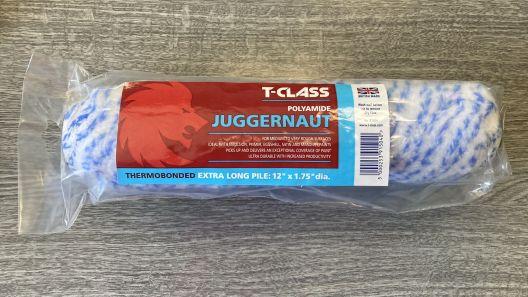 T-CLASS
POLYAMIDE
JUGGERNAUT
FOR MEDIUM TO VERY ROUGH SURFACES
IDEAL WITH EMULSION, PRIMER, EGGSHELL, SATIN AND MASONRY PAINTS
PICKS UP AND DELIVERS AN EXCEPTIONAL COVERAGE OF PAINT
ULTRA DURABLE WITH INCREASED PRODUCTIVITY
THERMOBONDED EXTRA LONG PILE: 12" x 1.75" dia.
BRITISH MADE